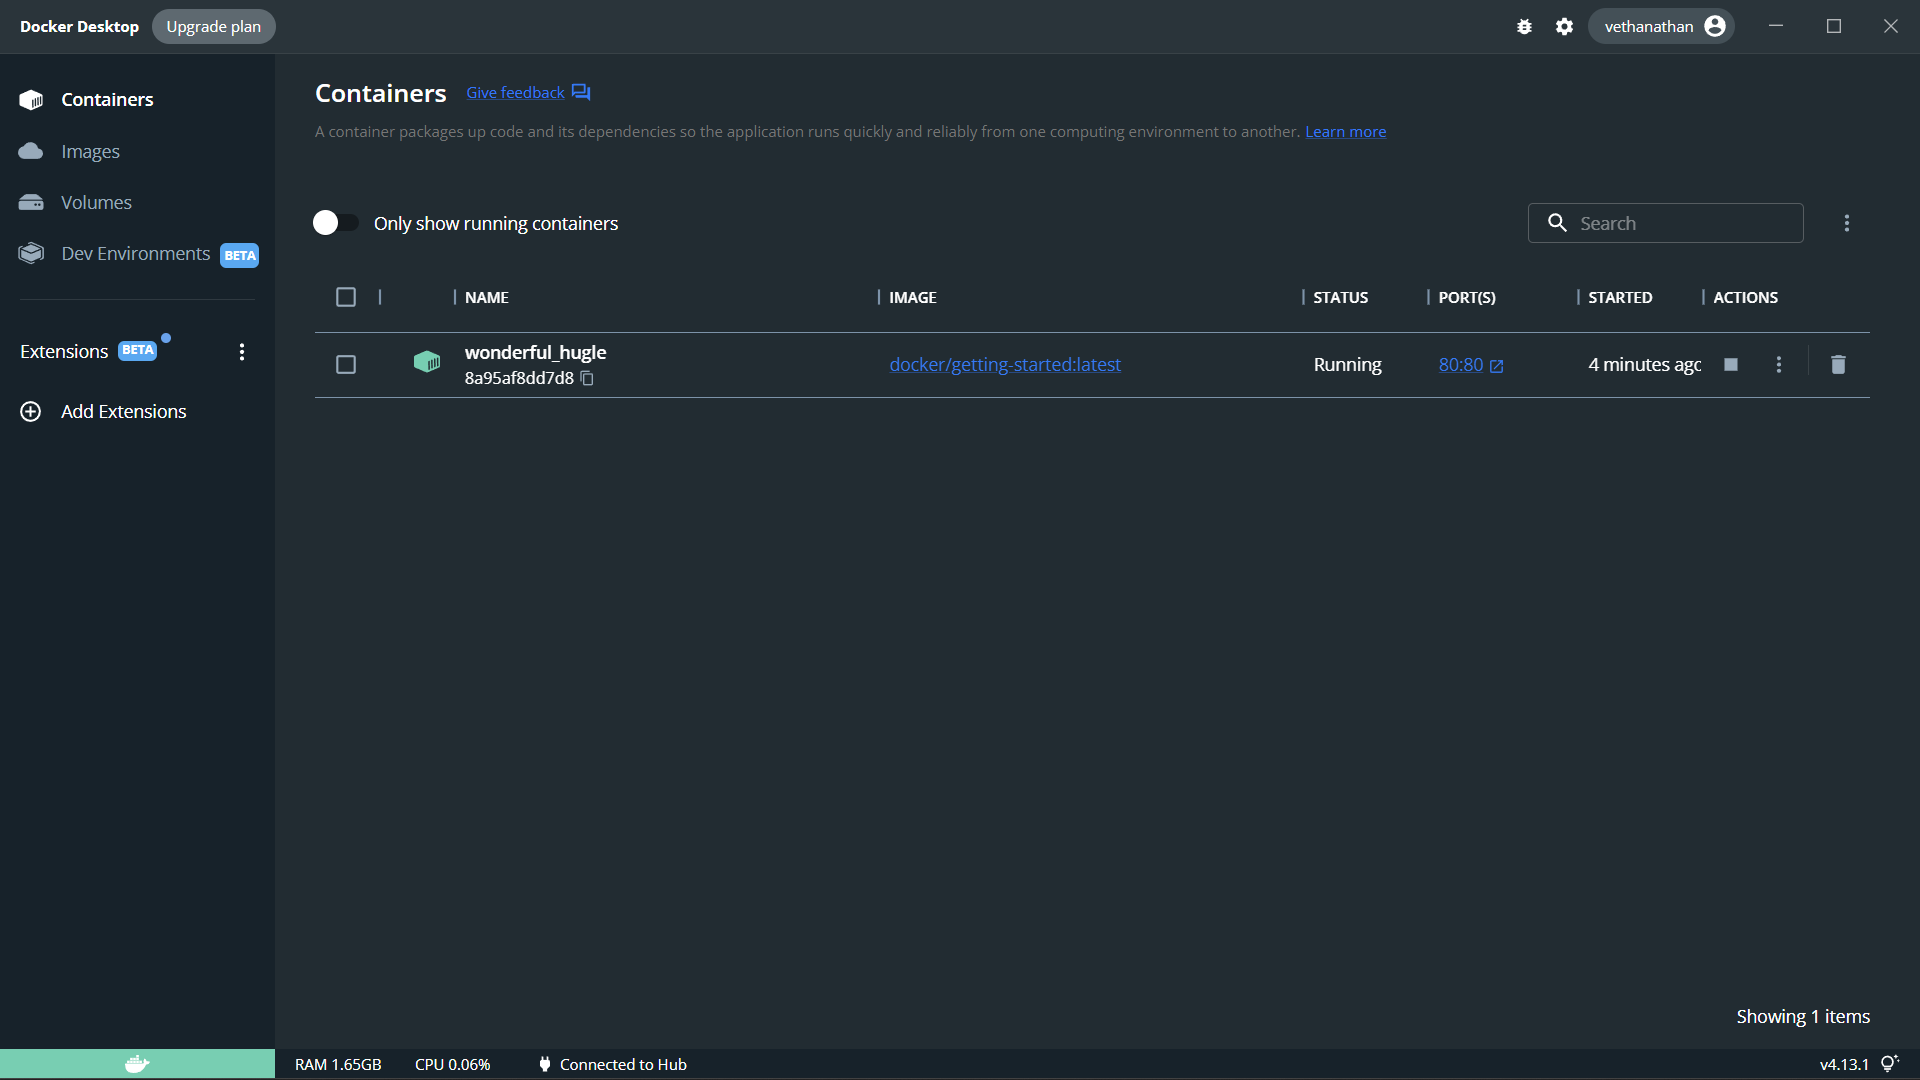 Docker Desktop Upgrade plan vethanathan
Containers
Images
Volumes
Dev Environments BETA
Extensions BETA
Add Extensions
Containers Give feedback
A container packages up code and its dependencies so the application runs quickly and reliably from one computing environment to another. Learn more
Only show running containers
Search
NAME IMAGE STATUS PORT(S) STARTED ACTIONS
wonderful_hugle
8a95af8dd7d8
docker/getting-started:latest Running 80:80 4 minutes agc
Showing 1 items
RAM 1.65GB CPU 0.06% Connected to Hub v4.13.1